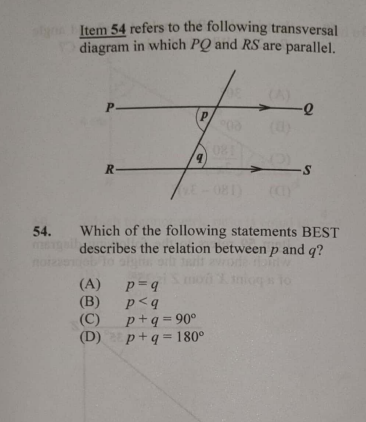 Item 54 refers to the following transversal
diagram in which PQ and RS are parallel.
P Q
p
q
R S
54. Which of the following statements BEST
describes the relation between p and q?
(A) p = q
(B) p < q
(C) p + q = 90°
(D) p + q = 180°